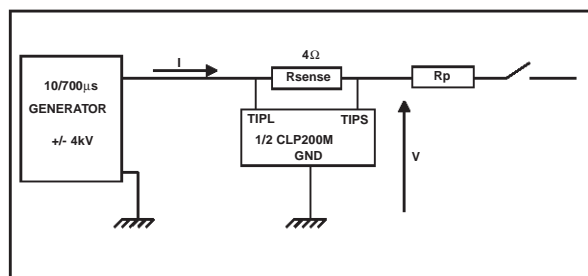 10/700μs
GENERATOR
+/- 4kV
I
4Ω
Rsense
Rp
TIPL TIPS
1/2 CLP200M
GND
V